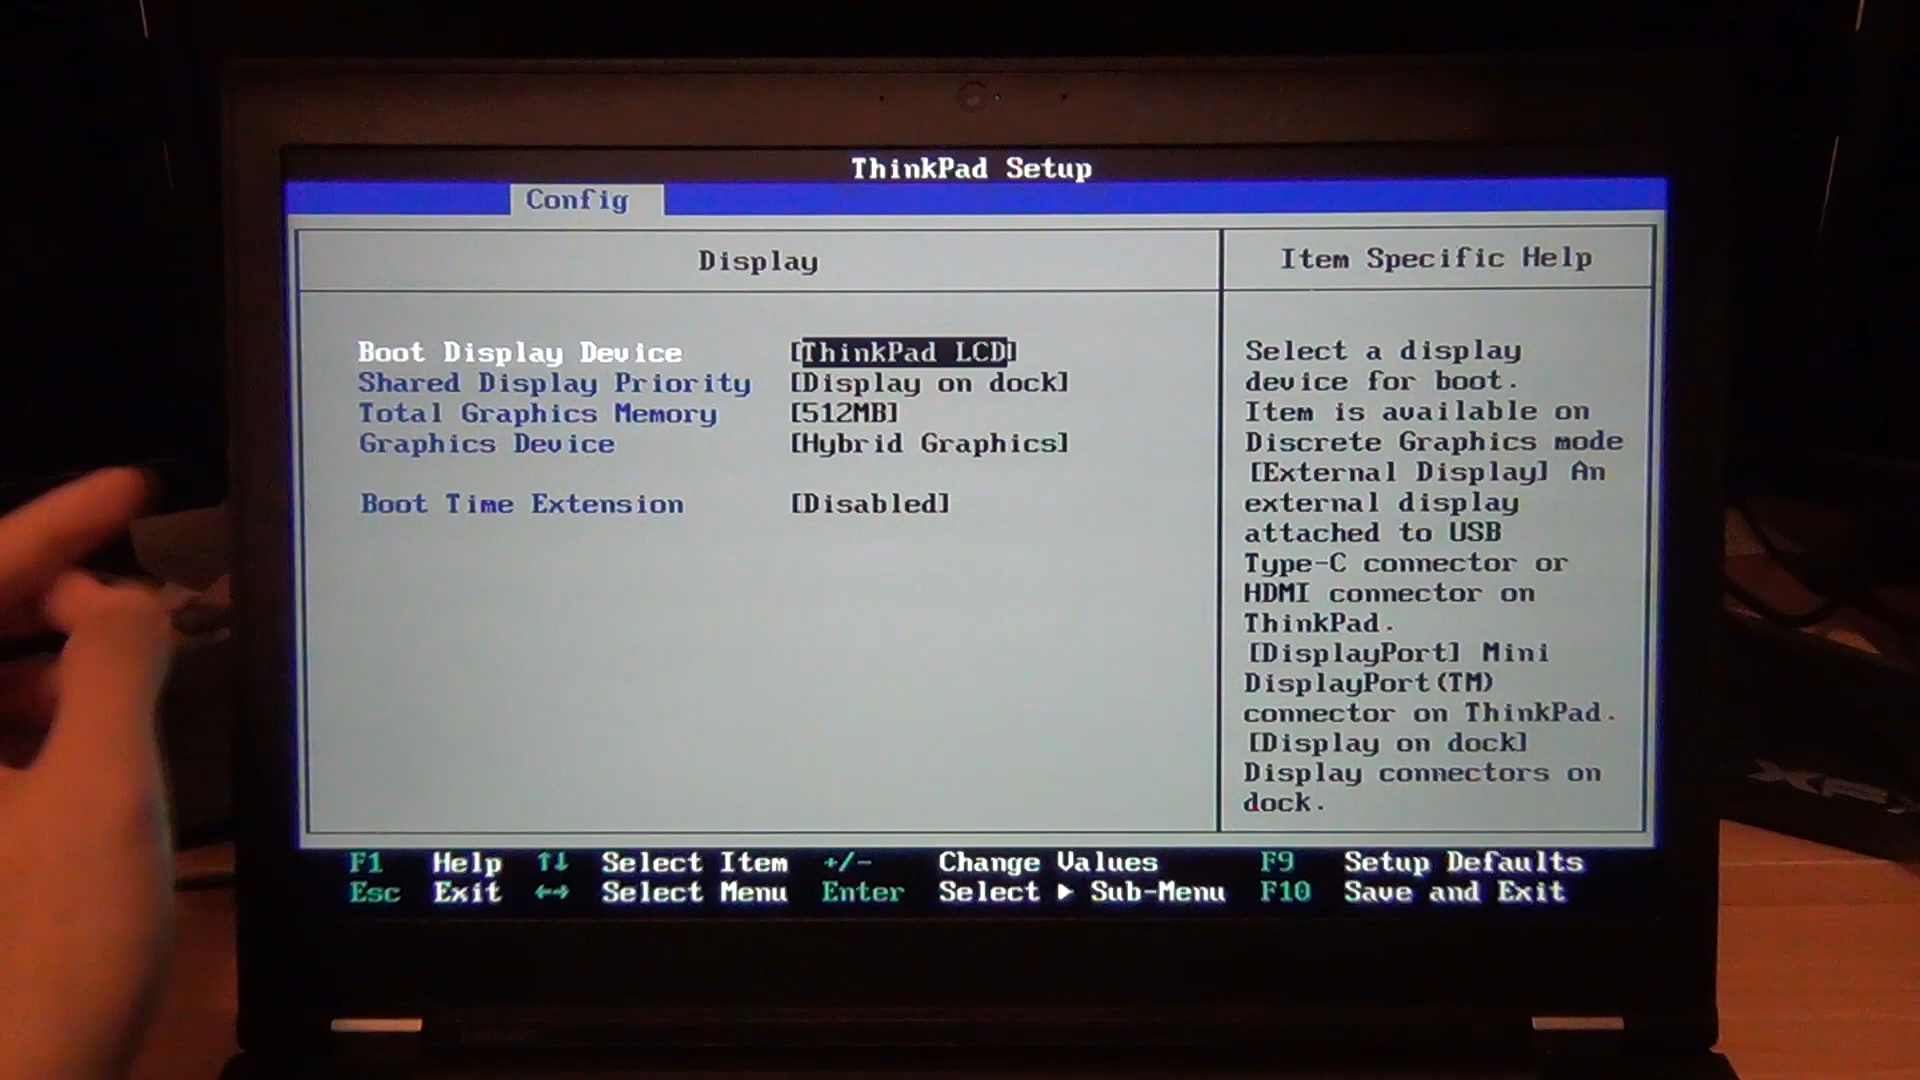 ThinkPad Setup
Config
Display
Boot Display Device [ThinkPad LCD]
Shared Display Priority [Display on dock]
Total Graphics Memory [512MB]
Graphics Device [Hybrid Graphics]
Boot Time Extension [Disabled]
Item Specific Help
Select a display
device for boot.
Item is available on
Discrete Graphics mode
[External Display] An
external display
attached to USB
Type-C connector or
HDMI connector on
ThinkPad.
[DisplayPort] Mini
DisplayPort(TM)
connector on ThinkPad.
[Display on dock]
Display connectors on
dock.
F1 Help ↑↓ Select Item +/- Change Values F9 Setup Defaults
Esc Exit ←→ Select Menu Enter Select ▶ Sub-Menu F10 Save and Exit